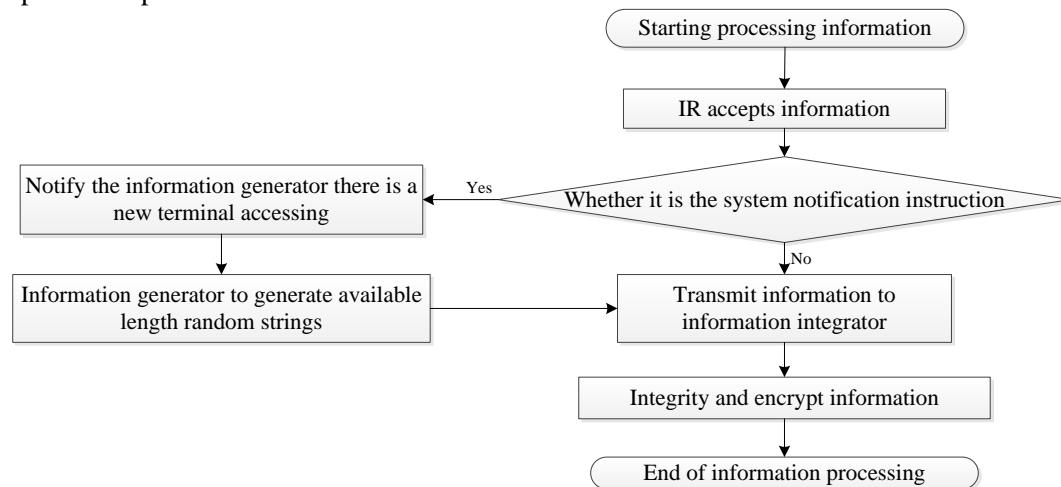 Starting processing information
IR accepts information
Whether it is the system notification instruction
Yes
Notify the information generator there is a
new terminal accessing
Information generator to generate available
length random strings
No
Transmit information to
information integrator
Integrity and encrypt information
End of information processing